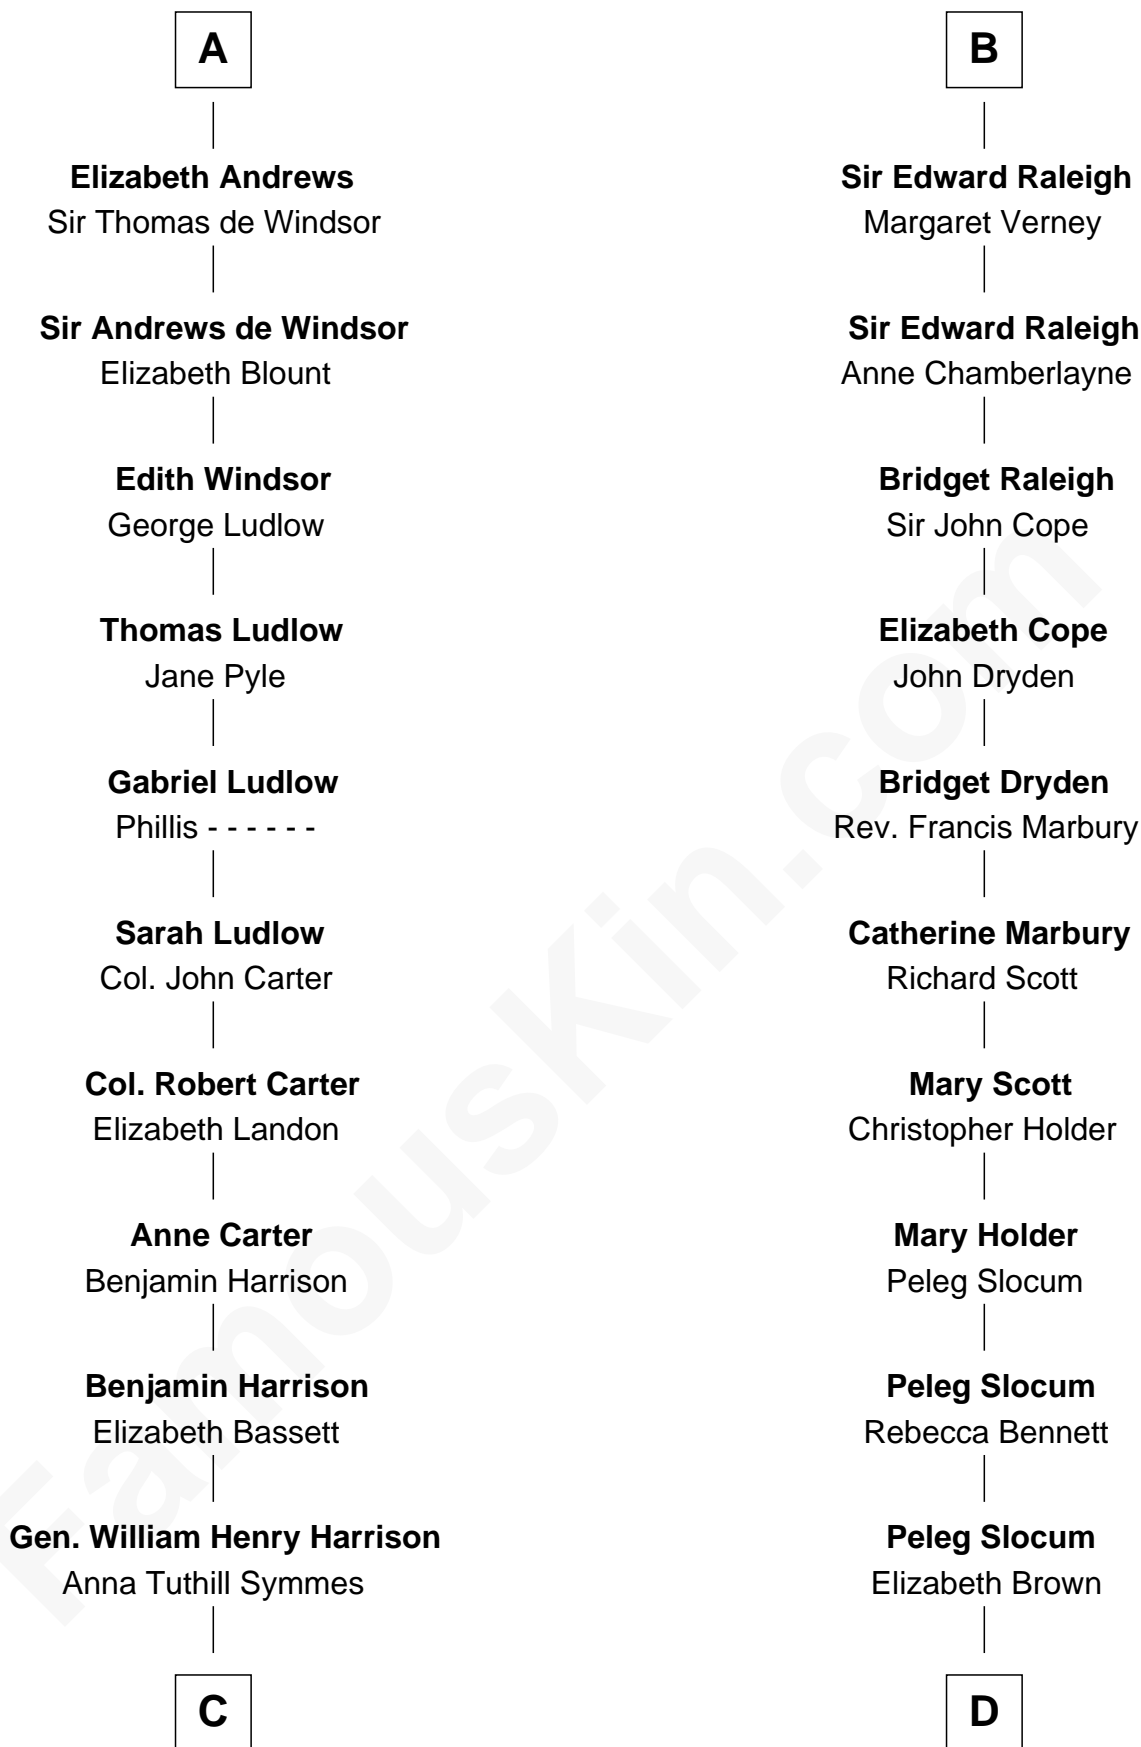 A
Elizabeth Andrews
Sir Thomas de Windsor
Sir Andrews de Windsor
Elizabeth Blount
Edith Windsor
George Ludlow
Thomas Ludlow
Jane Pyle
Gabriel Ludlow
Phillis - - - - - -
Sarah Ludlow
Col. John Carter
Col. Robert Carter
Elizabeth Landon
Anne Carter
Benjamin Harrison
Benjamin Harrison
Elizabeth Bassett
Gen. William Henry Harrison
Anna Tuthill Symmes
C
B
Sir Edward Raleigh
Margaret Verney
Sir Edward Raleigh
Anne Chamberlayne
Bridget Raleigh
Sir John Cope
Elizabeth Cope
John Dryden
Bridget Dryden
Rev. Francis Marbury
Catherine Marbury
Richard Scott
Mary Scott
Christopher Holder
Mary Holder
Peleg Slocum
Peleg Slocum
Rebecca Bennett
Peleg Slocum
Elizabeth Brown
D
FamousKin.com